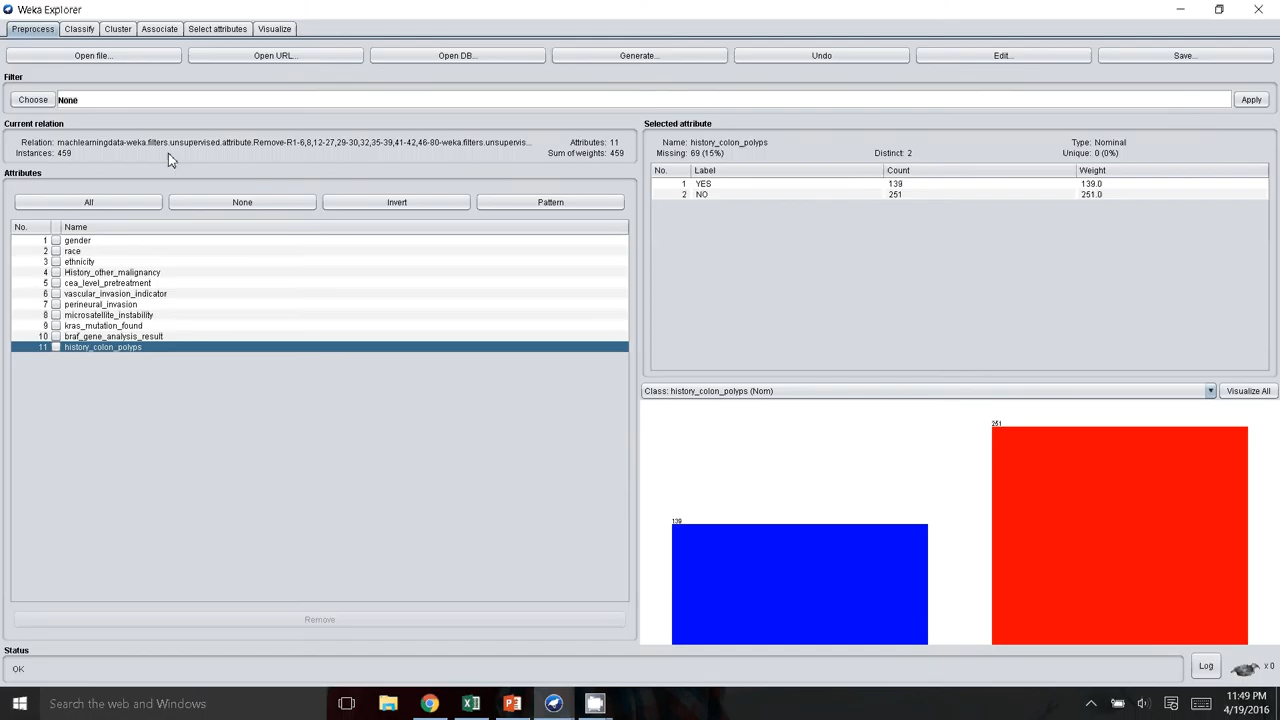 Weka Explorer
Preprocess Classify Cluster Associate Select attributes Visualize
Open file... Open URL... Open DB... Generate... Undo Edit... Save...
Filter
Choose None Apply
Current relation
Relation: machlearningdata-weka.filters.unsupervised.attribute.Remove-R1-6,8,12-27,29-30,32,35-39,41-42,46-80-weka.filters.unsupervis... Attributes: 11
Instances: 459 Sum of weights: 459
Attributes
All None Invert Pattern
No. Name
1 gender
2 race
3 ethnicity
4 History_other_malignancy
5 cea_level_pretreatment
6 vascular_invasion_indicator
7 perineural_invasion
8 microsatellite_instability
9 kras_mutation_found
10 braf_gene_analysis_result
11 history_colon_polyps
Remove
Selected attribute
Name: history_colon_polyps Type: Nominal
Missing: 69 (15%) Distinct: 2 Unique: 0 (0%)
No. Label Count Weight
1 YES 139 139.0
2 NO 251 251.0
Class: history_colon_polyps (Nom) Visualize All
251
139
Status
OK Log x 0
Search the web and Windows
11:49 PM
4/19/2016